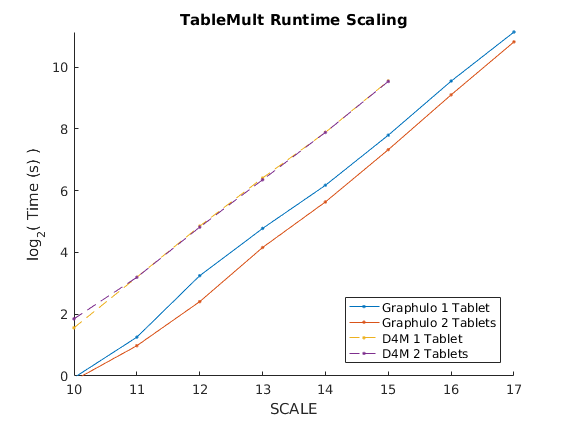 TableMult Runtime Scaling
log2( Time (s) )
10
8
6
4
2
0
10 11 12 13 14 15 16 17
SCALE
Graphulo 1 Tablet
Graphulo 2 Tablets
D4M 1 Tablet
D4M 2 Tablets